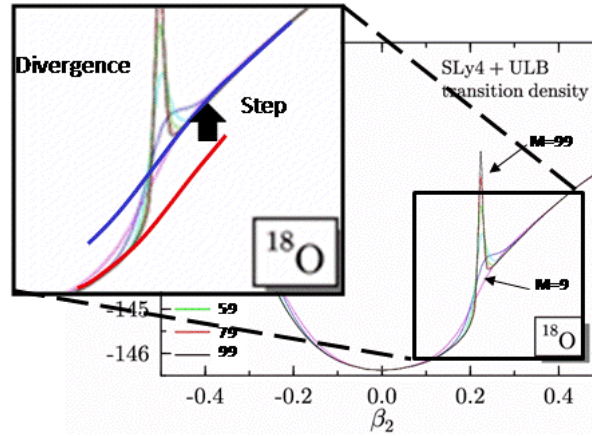 Divergence
Step
18O
SLy4 + ULB
transition density
M=99
M=9
18O
-145
-146
59
79
99
-0.4
-0.2
0.0
0.2
0.4
β2